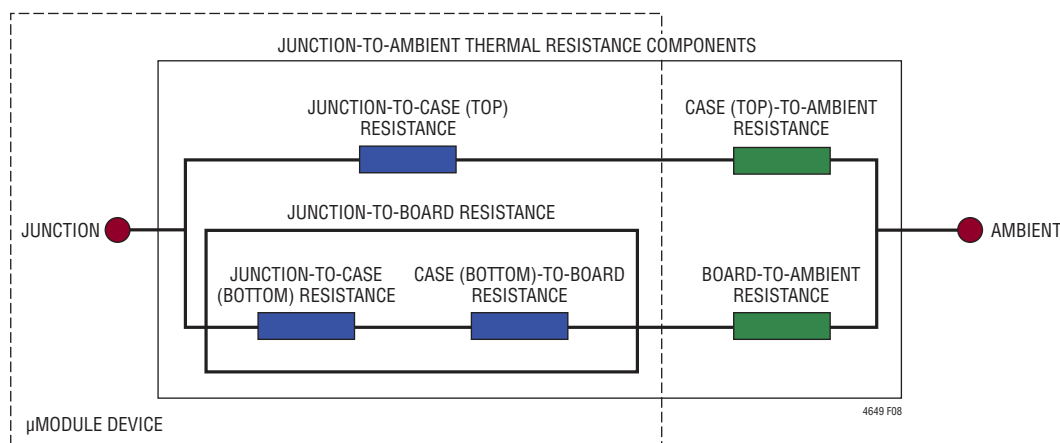 JUNCTION-TO-AMBIENT THERMAL RESISTANCE COMPONENTS
JUNCTION-TO-CASE (TOP)
RESISTANCE
CASE (TOP)-TO-AMBIENT
RESISTANCE
JUNCTION-TO-BOARD RESISTANCE
JUNCTION
AMBIENT
JUNCTION-TO-CASE
(BOTTOM) RESISTANCE
CASE (BOTTOM)-TO-BOARD
RESISTANCE
BOARD-TO-AMBIENT
RESISTANCE
4649 F08
µMODULE DEVICE